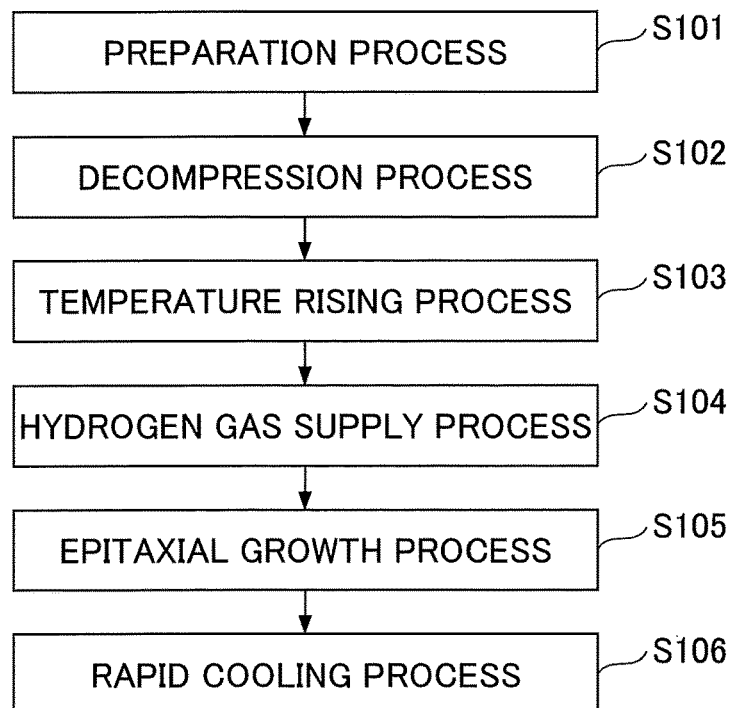 PREPARATION PROCESS S101
DECOMPRESSION PROCESS S102
TEMPERATURE RISING PROCESS S103
HYDROGEN GAS SUPPLY PROCESS S104
EPITAXIAL GROWTH PROCESS S105
RAPID COOLING PROCESS S106